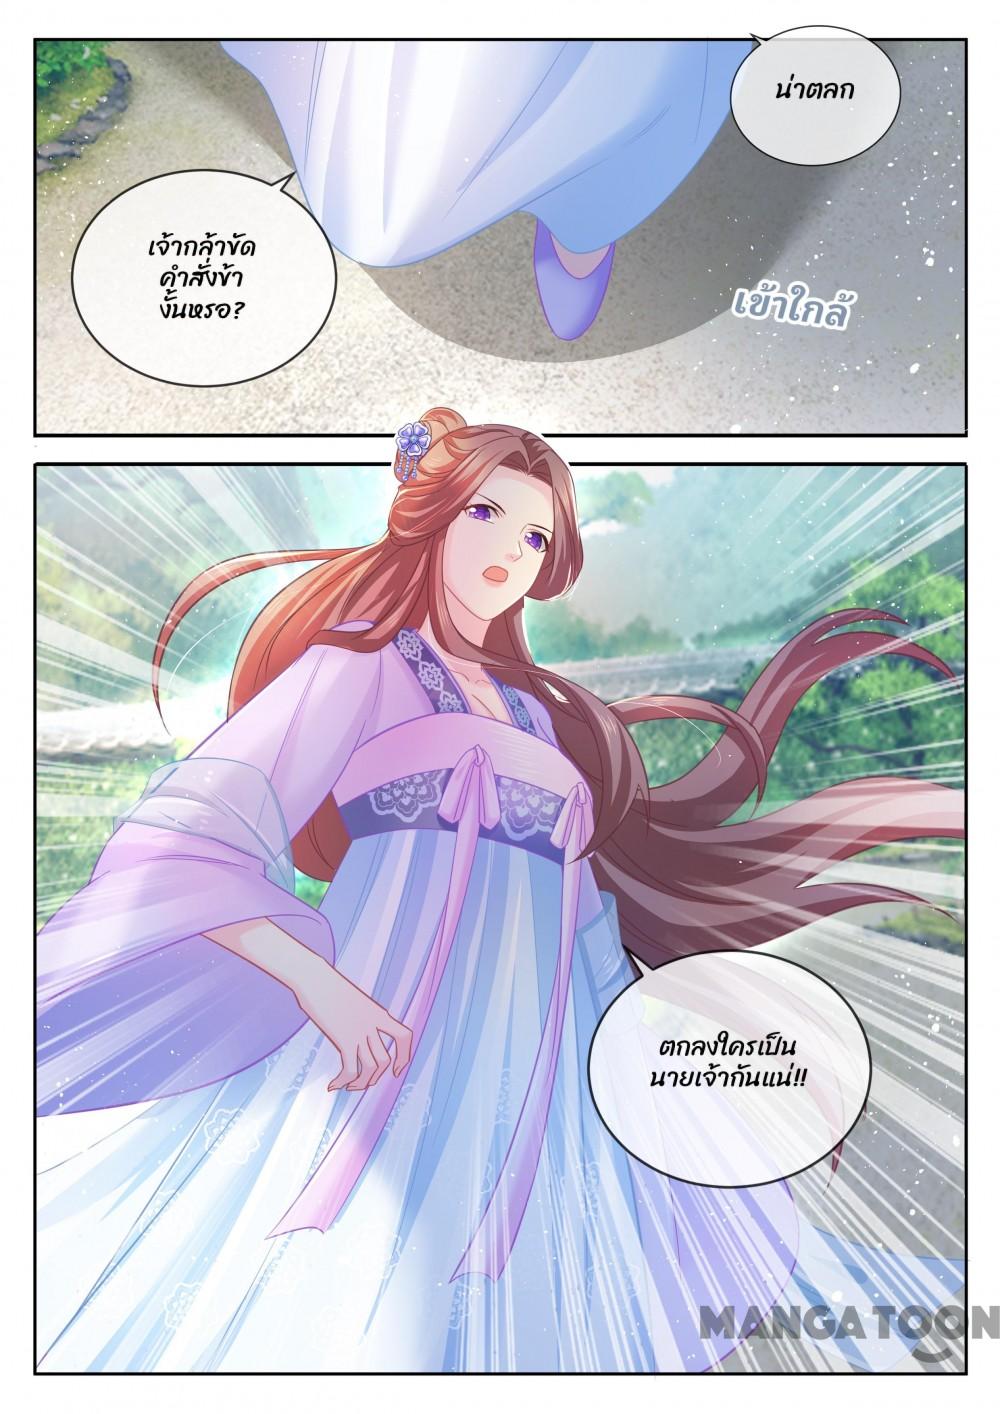 น่าตลก
เจ้ากล้าขัด
คำสั่งข้า
งั้นหรอ?
เข้าใกล้
ตกลงใครเป็น
นายเจ้ากันแน่!!
MANGATOON